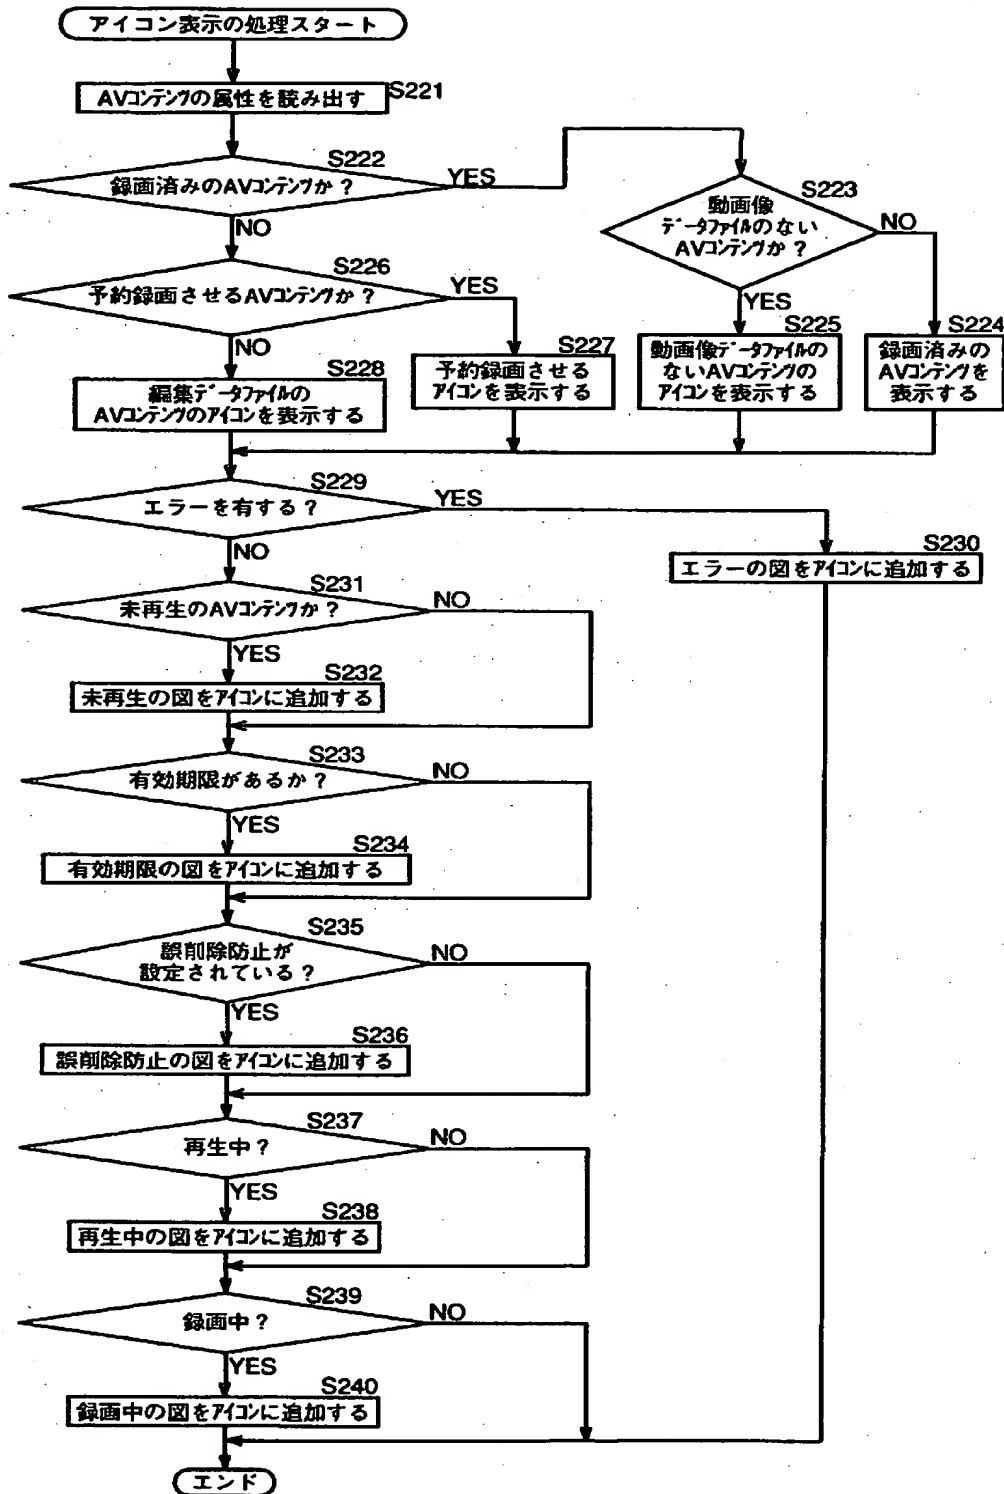 アイコン表示の処理スタート
AVコンテンツの属性を読み出す
S221
S222
録画済みのAVコンテンツか?
YES
NO
S223
動画像
データファイルのない
AVコンテンツか?
NO
YES
S226
予約録画させるAVコンテンツか?
YES
NO
S225
動画像データファイルの
ないAVコンテンツの
アイコンを表示する
S224
録画済みの
AVコンテンツを
表示する
S227
予約録画させる
アイコンを表示する
S228
編集データファイルの
AVコンテンツのアイコンを表示する
S229
エラーを有する?
YES
NO
S230
エラーの図をアイコンに追加する
S231
未再生のAVコンテンツか?
NO
YES
S232
未再生の図をアイコンに追加する
S233
有効期限があるか?
NO
YES
S234
有効期限の図をアイコンに追加する
S235
誤削除防止が
設定されている?
NO
YES
S236
誤削除防止の図をアイコンに追加する
S237
再生中?
NO
YES
S238
再生中の図をアイコンに追加する
S239
録画中?
NO
YES
S240
録画中の図をアイコンに追加する
エンド